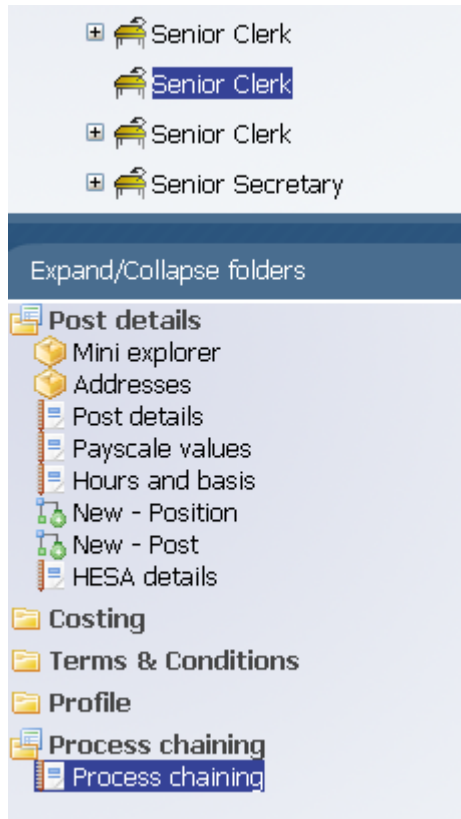 Senior Clerk
Senior Clerk
Senior Clerk
Senior Secretary
Expand/Collapse folders
Post details
Mini explorer
Addresses
Post details
Payscale values
Hours and basis
New - Position
New - Post
HESA details
Costing
Terms & Conditions
Profile
Process chaining
Process chaining